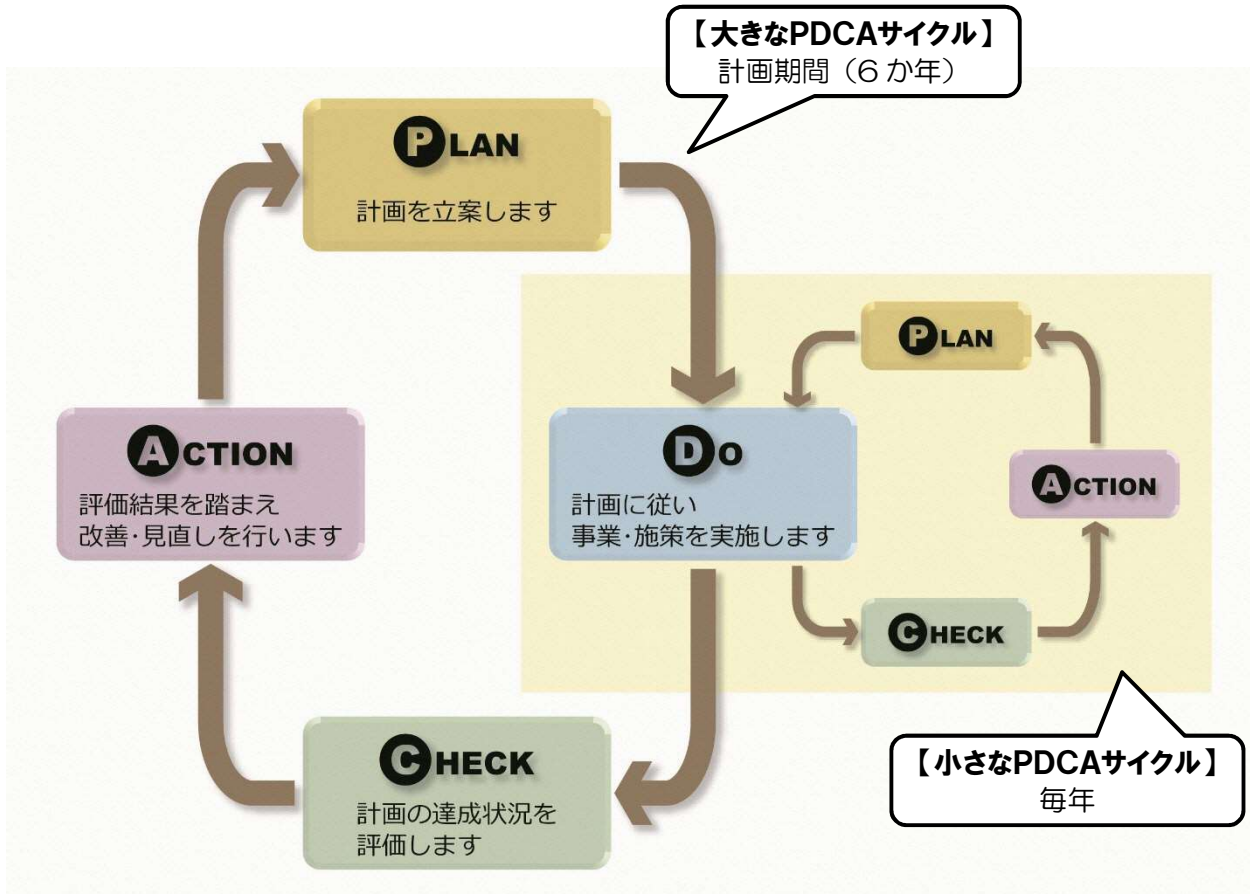 【大きなPDCAサイクル】
計画期間（6か年）
PLAN
計画を立案します
PLAN
ACTION
評価結果を踏まえ
改善・見直しを行います
DO
計画に従い
事業・施策を実施します
ACTION
CHECK
CHECK
計画の達成状況を
評価します
【小さなPDCAサイクル】
毎年